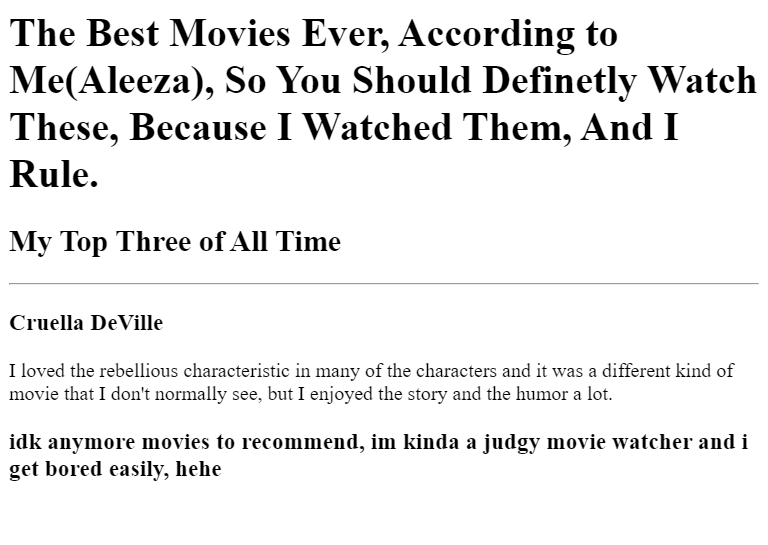 The Best Movies Ever, According to
Me(Aleeza), So You Should Definetly Watch
These, Because I Watched Them, And I
Rule.
My Top Three of All Time
Cruella DeVille
I loved the rebellious characteristic in many of the characters and it was a different kind of
movie that I don't normally see, but I enjoyed the story and the humor a lot.
idk anymore movies to recommend, im kinda a judgy movie watcher and i
get bored easily, hehe